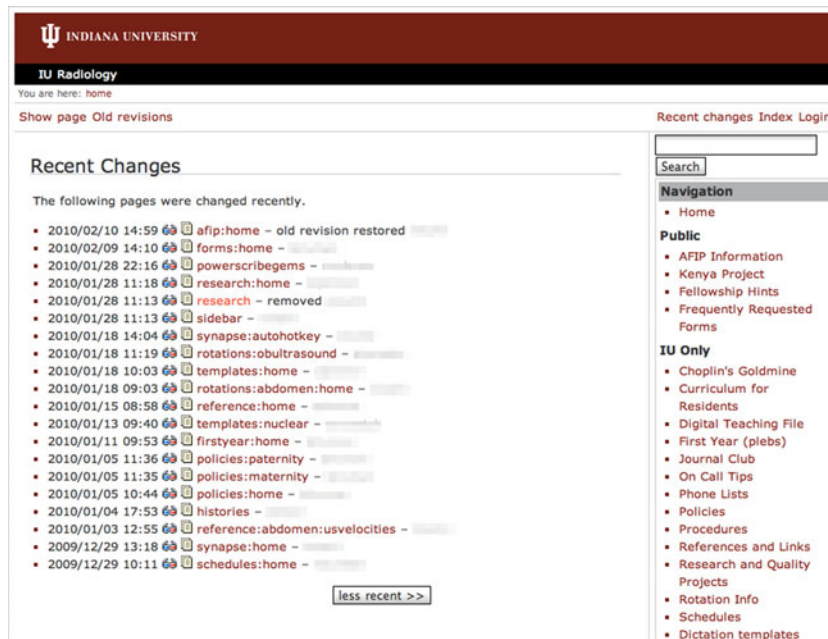 INDIANA UNIVERSITY
IU Radiology
You are here: home
Show page Old revisions
Recent changes Index Login
Recent Changes
The following pages were changed recently.
2010/02/10 14:59 afip:home – old revision restored
2010/02/09 14:10 forms:home –
2010/01/28 22:16 powerscribegems –
2010/01/28 11:18 research:home –
2010/01/28 11:13 research – removed
2010/01/28 11:13 sidebar –
2010/01/18 14:04 synapse:autohotkey –
2010/01/18 11:19 rotations:obultrasound –
2010/01/18 10:03 templates:home –
2010/01/18 09:03 rotations:abdomen:home –
2010/01/15 08:58 reference:home –
2010/01/13 09:40 templates:nuclear –
2010/01/11 09:53 firstyear:home –
2010/01/05 11:36 policies:paternity –
2010/01/05 11:35 policies:maternity –
2010/01/05 10:44 policies:home –
2010/01/04 17:53 histories –
2010/01/03 12:55 reference:abdomen:usvelocities –
2009/12/29 13:18 synapse:home –
2009/12/29 10:11 schedules:home –
less recent >>
Search
Navigation
Home
Public
AFIP Information
Kenya Project
Fellowship Hints
Frequently Requested
Forms
IU Only
Choplin's Goldmine
Curriculum for
Residents
Digital Teaching File
First Year (plebs)
Journal Club
On Call Tips
Phone Lists
Policies
Procedures
References and Links
Research and Quality
Projects
Rotation Info
Schedules
Dictation templates